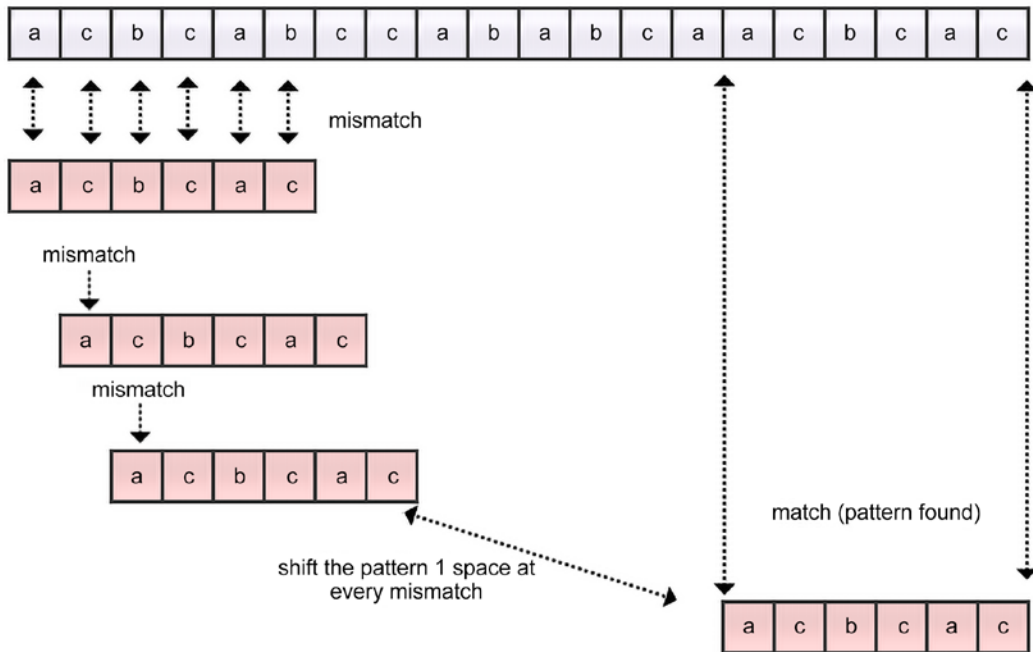 a c b c a b c c a b a b c a a c b c a c
mismatch
a c b c a c
mismatch
a c b c a c
mismatch
a c b c a c
match (pattern found)
shift the pattern 1 space at
every mismatch
a c b c a c